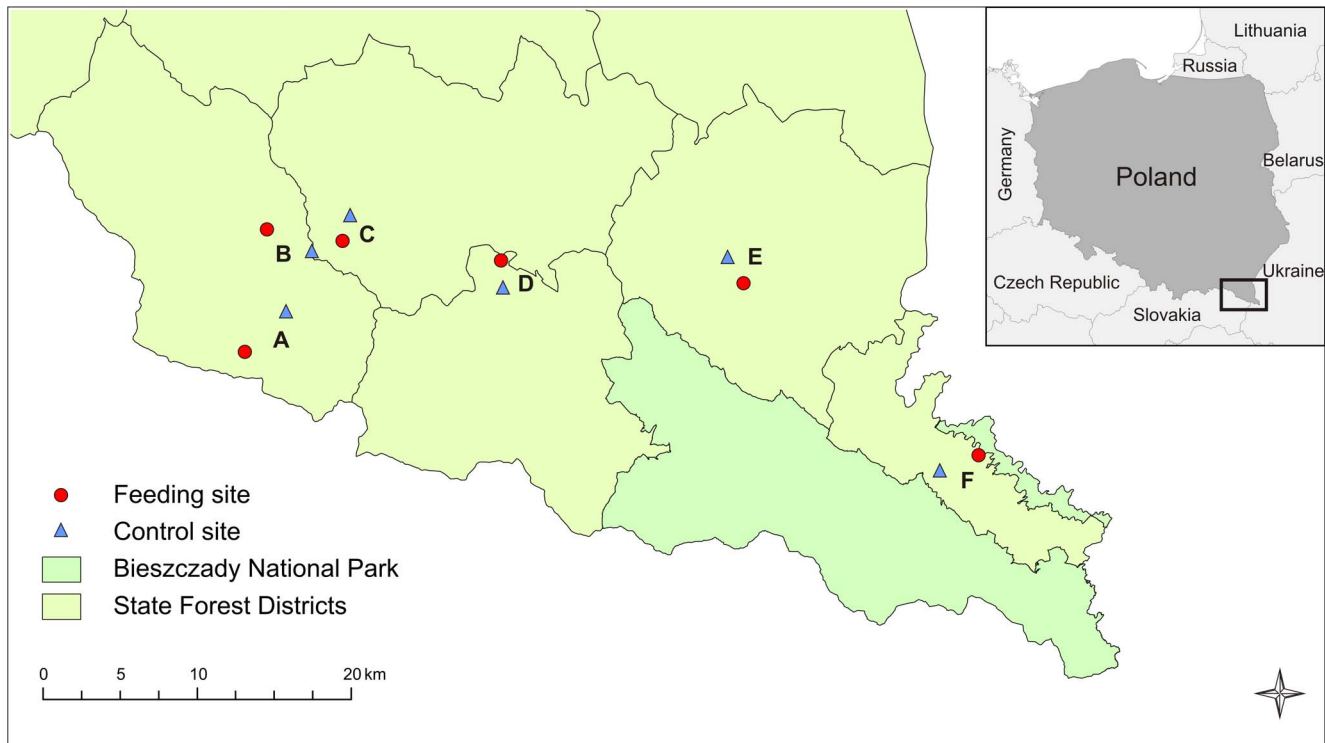 Lithuania
Russia
Germany
Belarus
Poland
Ukraine
Czech Republic
Slovakia
B
C
A
D
E
F
Feeding site
Control site
Bieszczady National Park
State Forest Districts
0 5 10 20 km